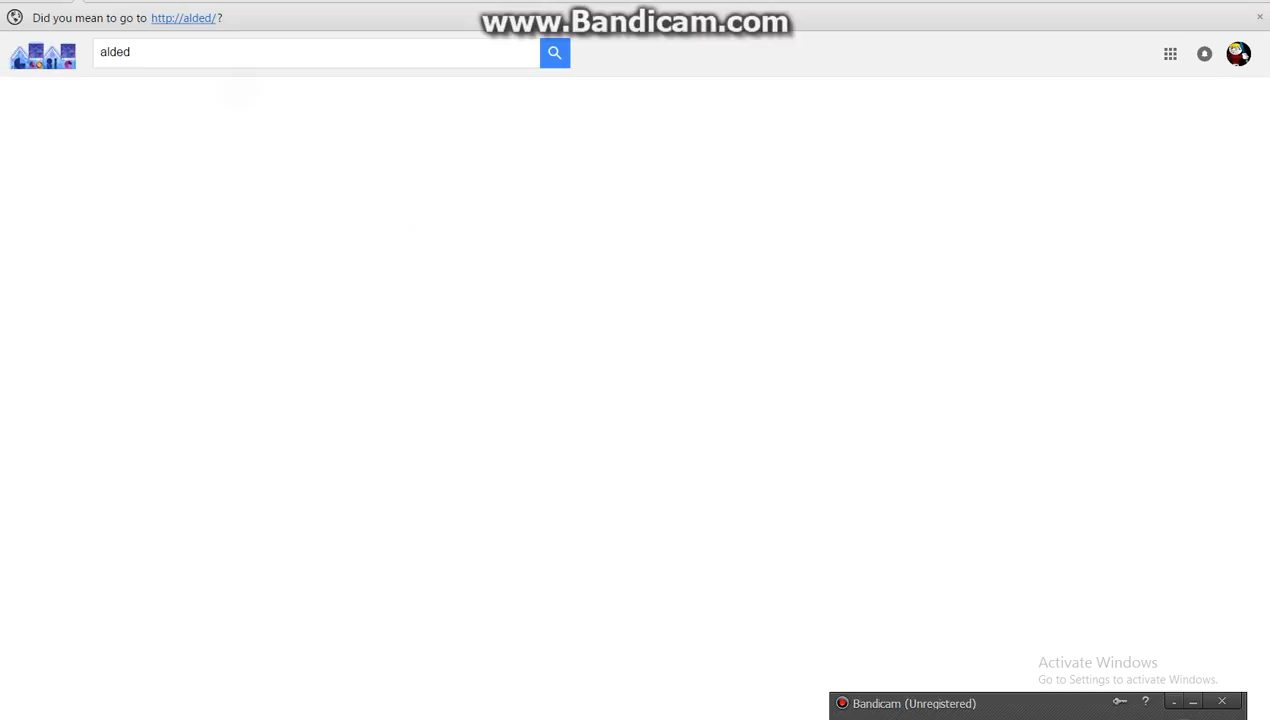 Did you mean to go to http://alded/?
www.Bandicam.com
alded
Activate Windows
Go to Settings to activate Windows.
Bandicam (Unregistered)